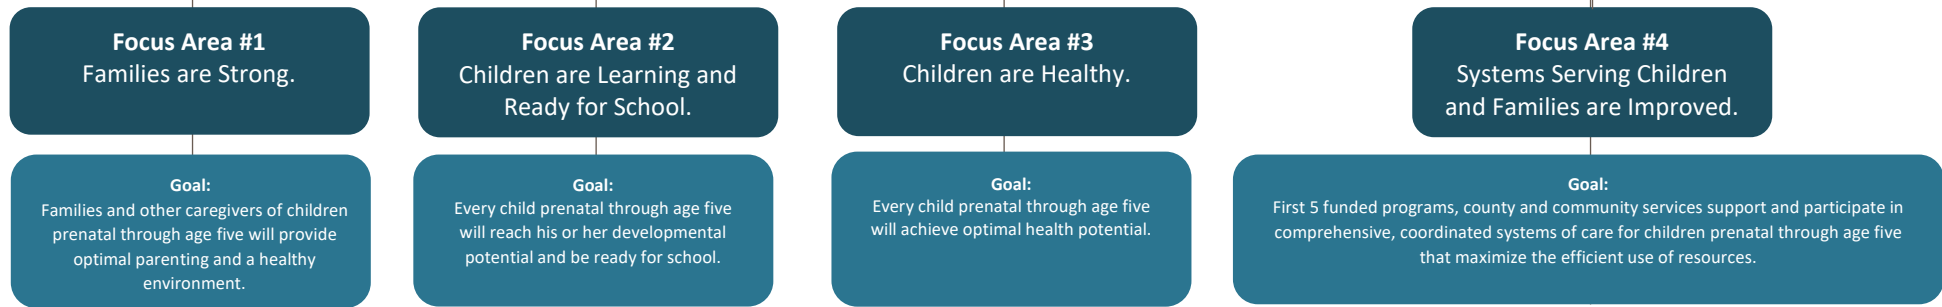 Focus Area #1
Families are Strong.
Focus Area #2
Children are Learning and
Ready for School.
Focus Area #3
Children are Healthy.
Focus Area #4
Systems Serving Children
and Families are Improved.
Goal:
Families and other caregivers of children
prenatal through age five will provide
optimal parenting and a healthy
environment.
Goal:
Every child prenatal through age five
will reach his or her developmental
potential and be ready for school.
Goal:
Every child prenatal through age five
will achieve optimal health potential.
Goal:
First 5 funded programs, county and community services support and participate in
comprehensive, coordinated systems of care for children prenatal through age five
that maximize the efficient use of resources.